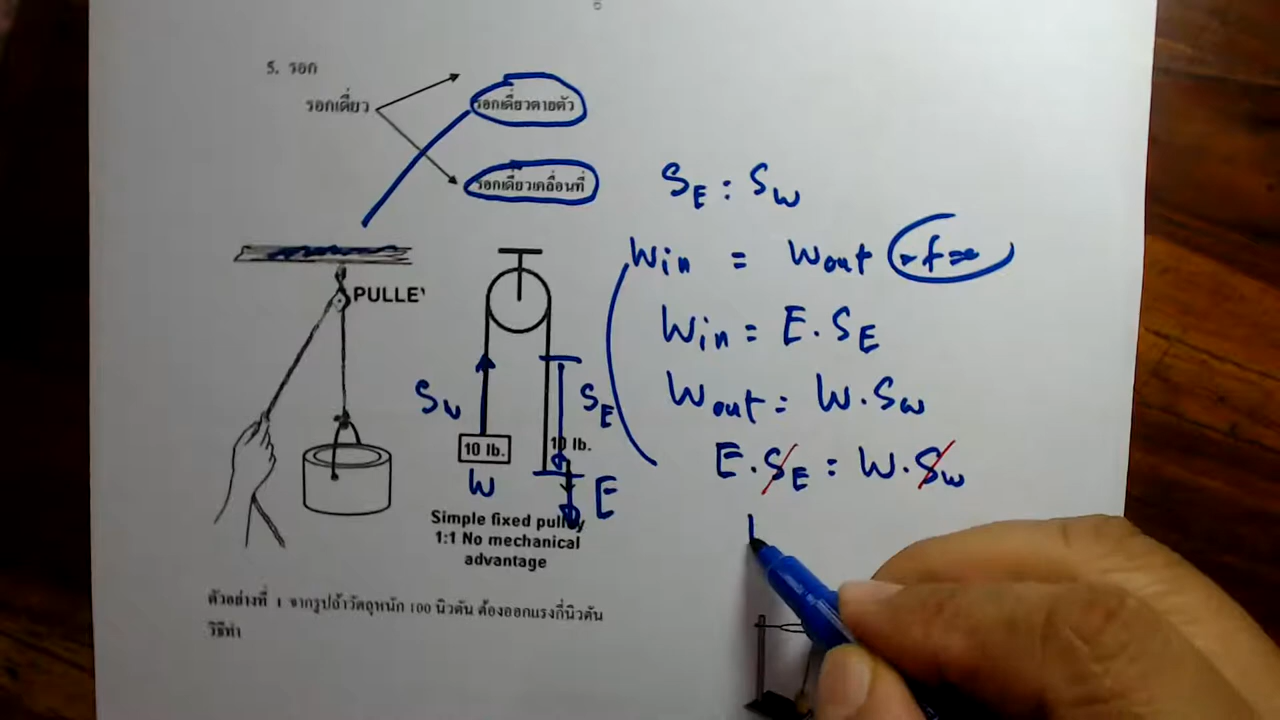 5. รอก
รอกเดี่ยว
รอกเดี่ยวตายตัว
รอกเดี่ยวเคลื่อนที่
PULLEY
S_E : S_W
W_in = W_out
W_in = E . S_E
W_out = W . S_W
E . S_E = W . S_W
S_W
S_E
10 lb.
10 lb.
W
E
Simple fixed pulley
1:1 No mechanical
advantage
ตัวอย่างที่ 1 จากรูปถ้าวัตถุหนัก 100 นิวตัน ต้องออกแรงกี่นิวตัน
วิธีทำ